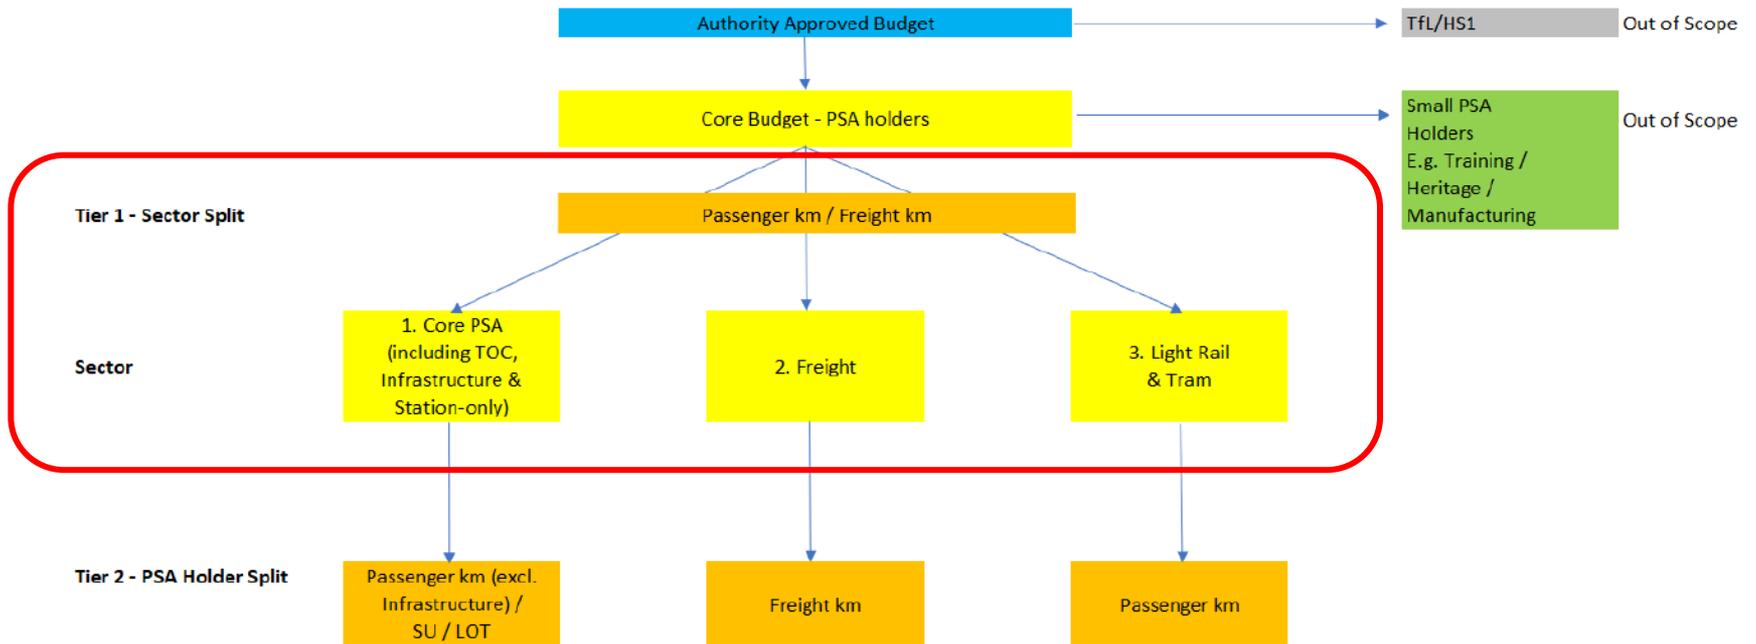 Authority Approved Budget
TfL/HS1
Out of Scope
Core Budget - PSA holders
Small PSA
Holders
E.g. Training /
Heritage /
Manufacturing
Out of Scope
Tier 1 - Sector Split
Passenger km / Freight km
Sector
1. Core PSA
(including TOC,
Infrastructure &
Station-only)
2. Freight
3. Light Rail
& Tram
Tier 2 - PSA Holder Split
Passenger km (excl.
Infrastructure) /
SU / LOT
Freight km
Passenger km